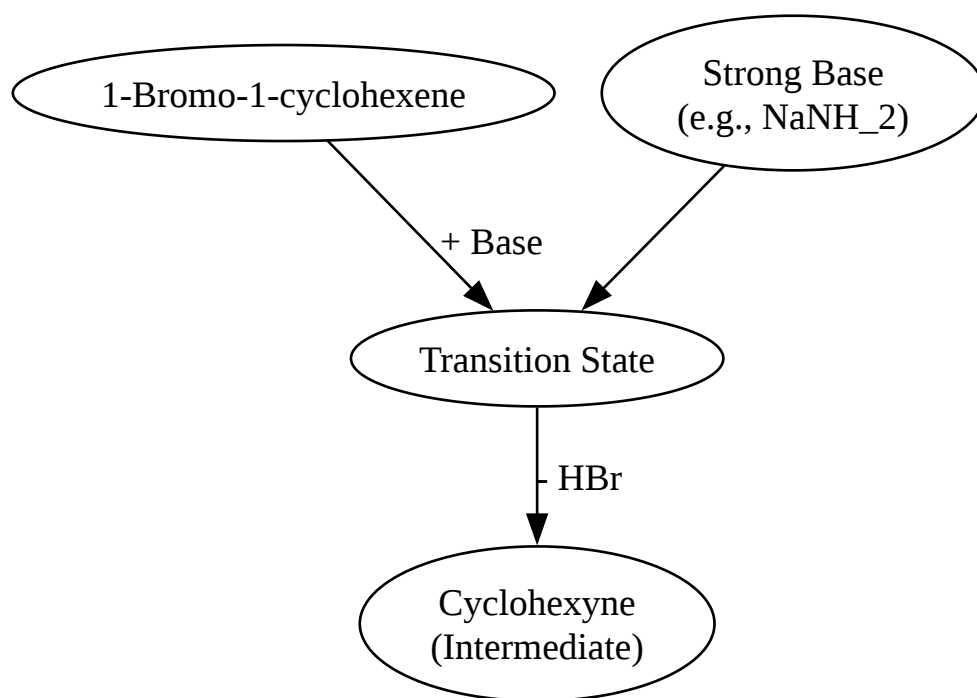 1-Bromo-1-cyclohexene
Strong Base
(e.g., NaNH_2)
+ Base
Transition State
- HBr
Cyclohexyne
(Intermediate)